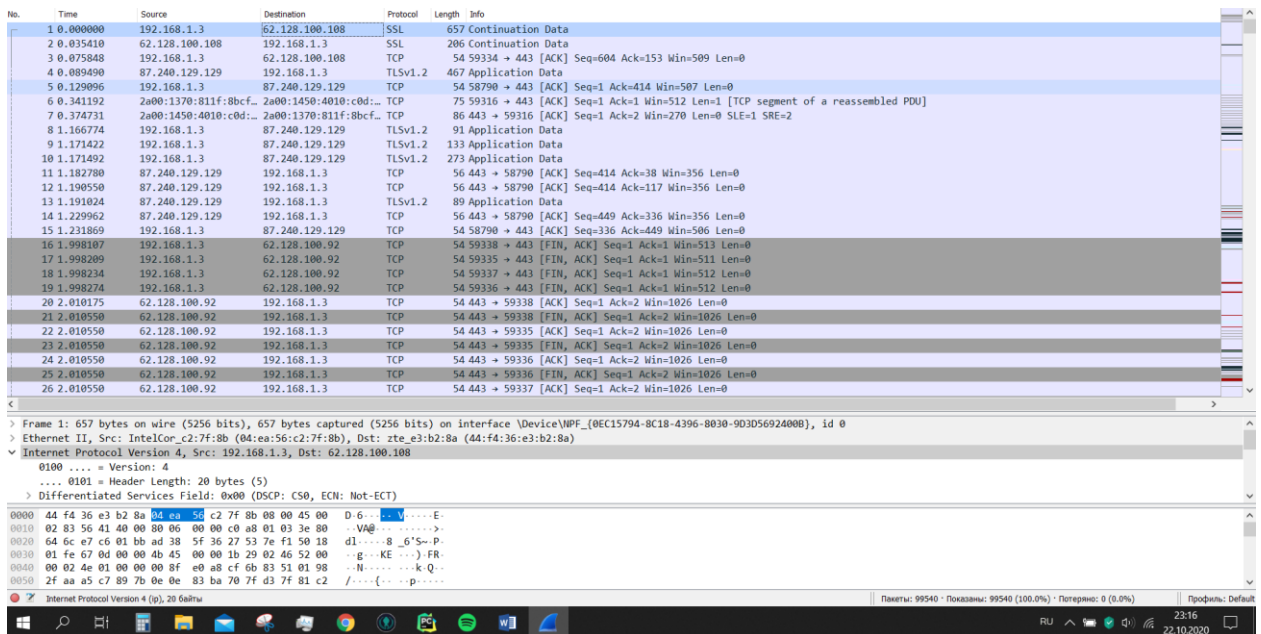 No. Time Source Destination Protocol Length Info
1 0.000000 192.168.1.3 62.128.100.108 SSL 657 Continuation Data
2 0.035410 62.128.100.108 192.168.1.3 SSL 206 Continuation Data
3 0.075848 192.168.1.3 62.128.100.108 TCP 54 59334 → 443 [ACK] Seq=604 Ack=153 Win=509 Len=0
4 0.089490 87.240.129.129 192.168.1.3 TLSv1.2 467 Application Data
5 0.129096 192.168.1.3 87.240.129.129 TCP 54 58790 → 443 [ACK] Seq=1 Ack=414 Win=507 Len=0
6 0.341192 2a00:1370:811f:8bcf… 2a00:1450:4010:c0d:… TCP 75 59316 → 443 [ACK] Seq=1 Ack=1 Win=512 Len=1 [TCP segment of a reassembled PDU]
7 0.374731 2a00:1450:4010:c0d:… 2a00:1370:811f:8bcf… TCP 86 443 → 59316 [ACK] Seq=1 Ack=2 Win=270 Len=0 SLE=1 SRE=2
8 1.166774 192.168.1.3 87.240.129.129 TLSv1.2 91 Application Data
9 1.171422 192.168.1.3 87.240.129.129 TLSv1.2 133 Application Data
10 1.171492 192.168.1.3 87.240.129.129 TLSv1.2 273 Application Data
11 1.182780 87.240.129.129 192.168.1.3 TCP 56 443 → 58790 [ACK] Seq=414 Ack=38 Win=356 Len=0
12 1.190550 87.240.129.129 192.168.1.3 TCP 56 443 → 58790 [ACK] Seq=414 Ack=117 Win=356 Len=0
13 1.191024 87.240.129.129 192.168.1.3 TLSv1.2 89 Application Data
14 1.229962 87.240.129.129 192.168.1.3 TCP 56 443 → 58790 [ACK] Seq=449 Ack=336 Win=356 Len=0
15 1.231869 192.168.1.3 87.240.129.129 TCP 54 58790 → 443 [ACK] Seq=336 Ack=449 Win=506 Len=0
16 1.998107 192.168.1.3 62.128.100.92 TCP 54 59338 → 443 [FIN, ACK] Seq=1 Ack=1 Win=513 Len=0
17 1.998209 192.168.1.3 62.128.100.92 TCP 54 59335 → 443 [FIN, ACK] Seq=1 Ack=1 Win=511 Len=0
18 1.998234 192.168.1.3 62.128.100.92 TCP 54 59337 → 443 [FIN, ACK] Seq=1 Ack=1 Win=512 Len=0
19 1.998274 192.168.1.3 62.128.100.92 TCP 54 59336 → 443 [FIN, ACK] Seq=1 Ack=1 Win=512 Len=0
20 2.010175 62.128.100.92 192.168.1.3 TCP 54 443 → 59338 [ACK] Seq=1 Ack=2 Win=1026 Len=0
21 2.010550 62.128.100.92 192.168.1.3 TCP 54 443 → 59338 [FIN, ACK] Seq=1 Ack=2 Win=1026 Len=0
22 2.010550 62.128.100.92 192.168.1.3 TCP 54 443 → 59335 [ACK] Seq=1 Ack=2 Win=1026 Len=0
23 2.010550 62.128.100.92 192.168.1.3 TCP 54 443 → 59335 [FIN, ACK] Seq=1 Ack=2 Win=1026 Len=0
24 2.010550 62.128.100.92 192.168.1.3 TCP 54 443 → 59336 [ACK] Seq=1 Ack=2 Win=1026 Len=0
25 2.010550 62.128.100.92 192.168.1.3 TCP 54 443 → 59336 [FIN, ACK] Seq=1 Ack=2 Win=1026 Len=0
26 2.010550 62.128.100.92 192.168.1.3 TCP 54 443 → 59337 [ACK] Seq=1 Ack=2 Win=1026 Len=0
Frame 1: 657 bytes on wire (5256 bits), 657 bytes captured (5256 bits) on interface \Device\NPF_{0EC15794-8C18-4396-8030-9D3D5692400B}, id 0
Ethernet II, Src: IntelCor_c2:7f:8b (04:ea:56:c2:7f:8b), Dst: zte_e3:b2:8a (44:f4:36:e3:b2:8a)
Internet Protocol Version 4, Src: 192.168.1.3, Dst: 62.128.100.108
0100 .... = Version: 4
.... 0101 = Header Length: 20 bytes (5)
Differentiated Services Field: 0x00 (DSCP: CS0, ECN: Not-ECT)
0000 44 f4 36 e3 b2 8a 04 ea 56 c2 7f 8b 08 00 45 00 D·6····· V·····E·
0010 02 83 56 41 40 00 80 06 00 00 c0 a8 01 03 3e 80 ··VA@··· ······>·
0020 64 6c e7 c6 01 bb ad 38 5f 36 27 53 7e f1 50 18 dl·····8 _6'S~·P·
0030 01 fe 67 0d 00 00 4b 45 00 00 1b 29 02 46 52 00 ··g···KE ···)·FR·
0040 00 02 4e 01 00 00 00 8f e0 a8 cf 6b 83 51 01 98 ··N····· ···k·Q··
0050 2f aa a5 c7 89 7b 0e 0e 83 ba 70 7f d3 7f 81 c2 /····{·· ··p·····
Internet Protocol Version 4 (ip), 20 байты Пакеты: 99540 · Показаны: 99540 (100.0%) · Потеряно: 0 (0.0%) Профиль: Default
PC W RU 23:16
22.10.2020